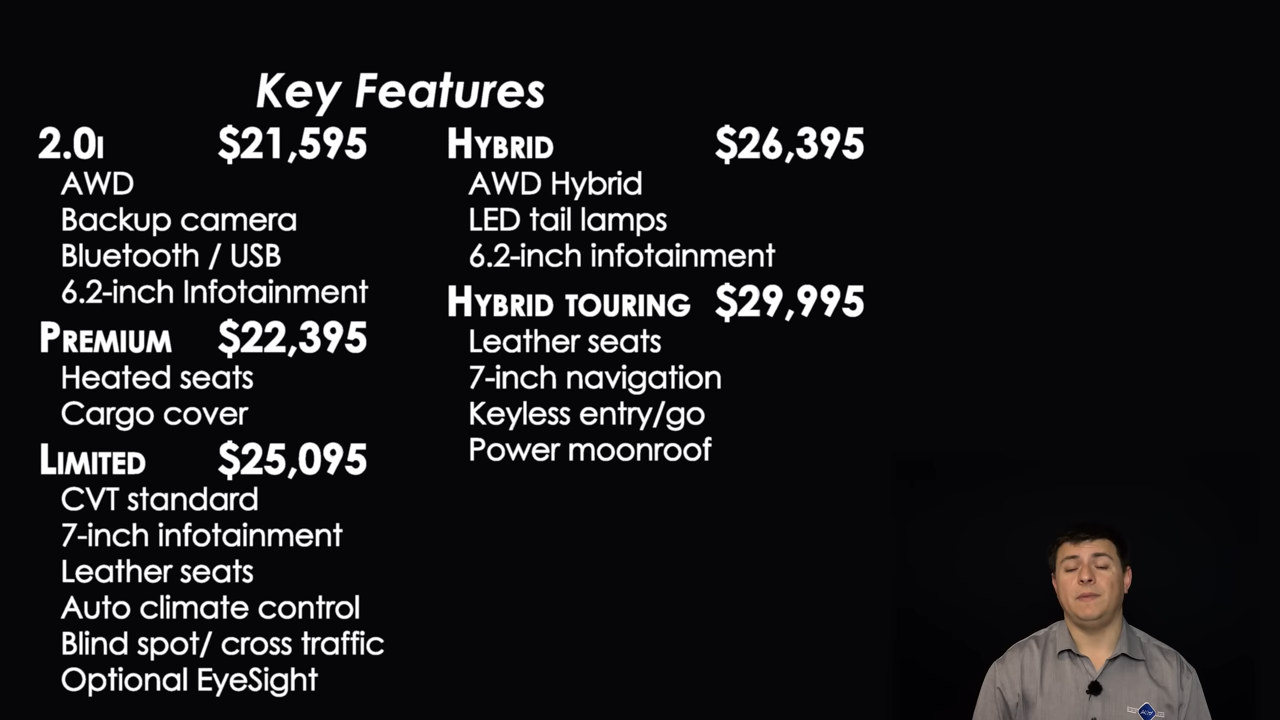 Key Features
2.0i $21,595
AWD
Backup camera
Bluetooth / USB
6.2-inch Infotainment
Premium $22,395
Heated seats
Cargo cover
Limited $25,095
CVT standard
7-inch infotainment
Leather seats
Auto climate control
Blind spot/ cross traffic
Optional EyeSight
Hybrid $26,395
AWD Hybrid
LED tail lamps
6.2-inch infotainment
Hybrid touring $29,995
Leather seats
7-inch navigation
Keyless entry/go
Power moonroof